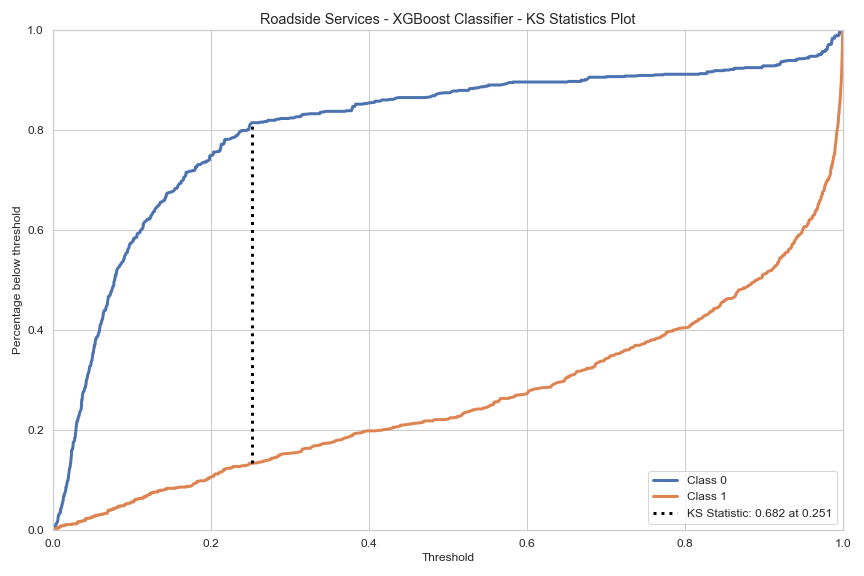 Roadside Services - XGBoost Classifier - KS Statistics Plot
1.0
0.8
0.6
0.4
0.2
0.0
Percentage below threshold
0.0 0.2 0.4 0.6 0.8 1.0
Threshold
Class 0
Class 1
KS Statistic: 0.682 at 0.251